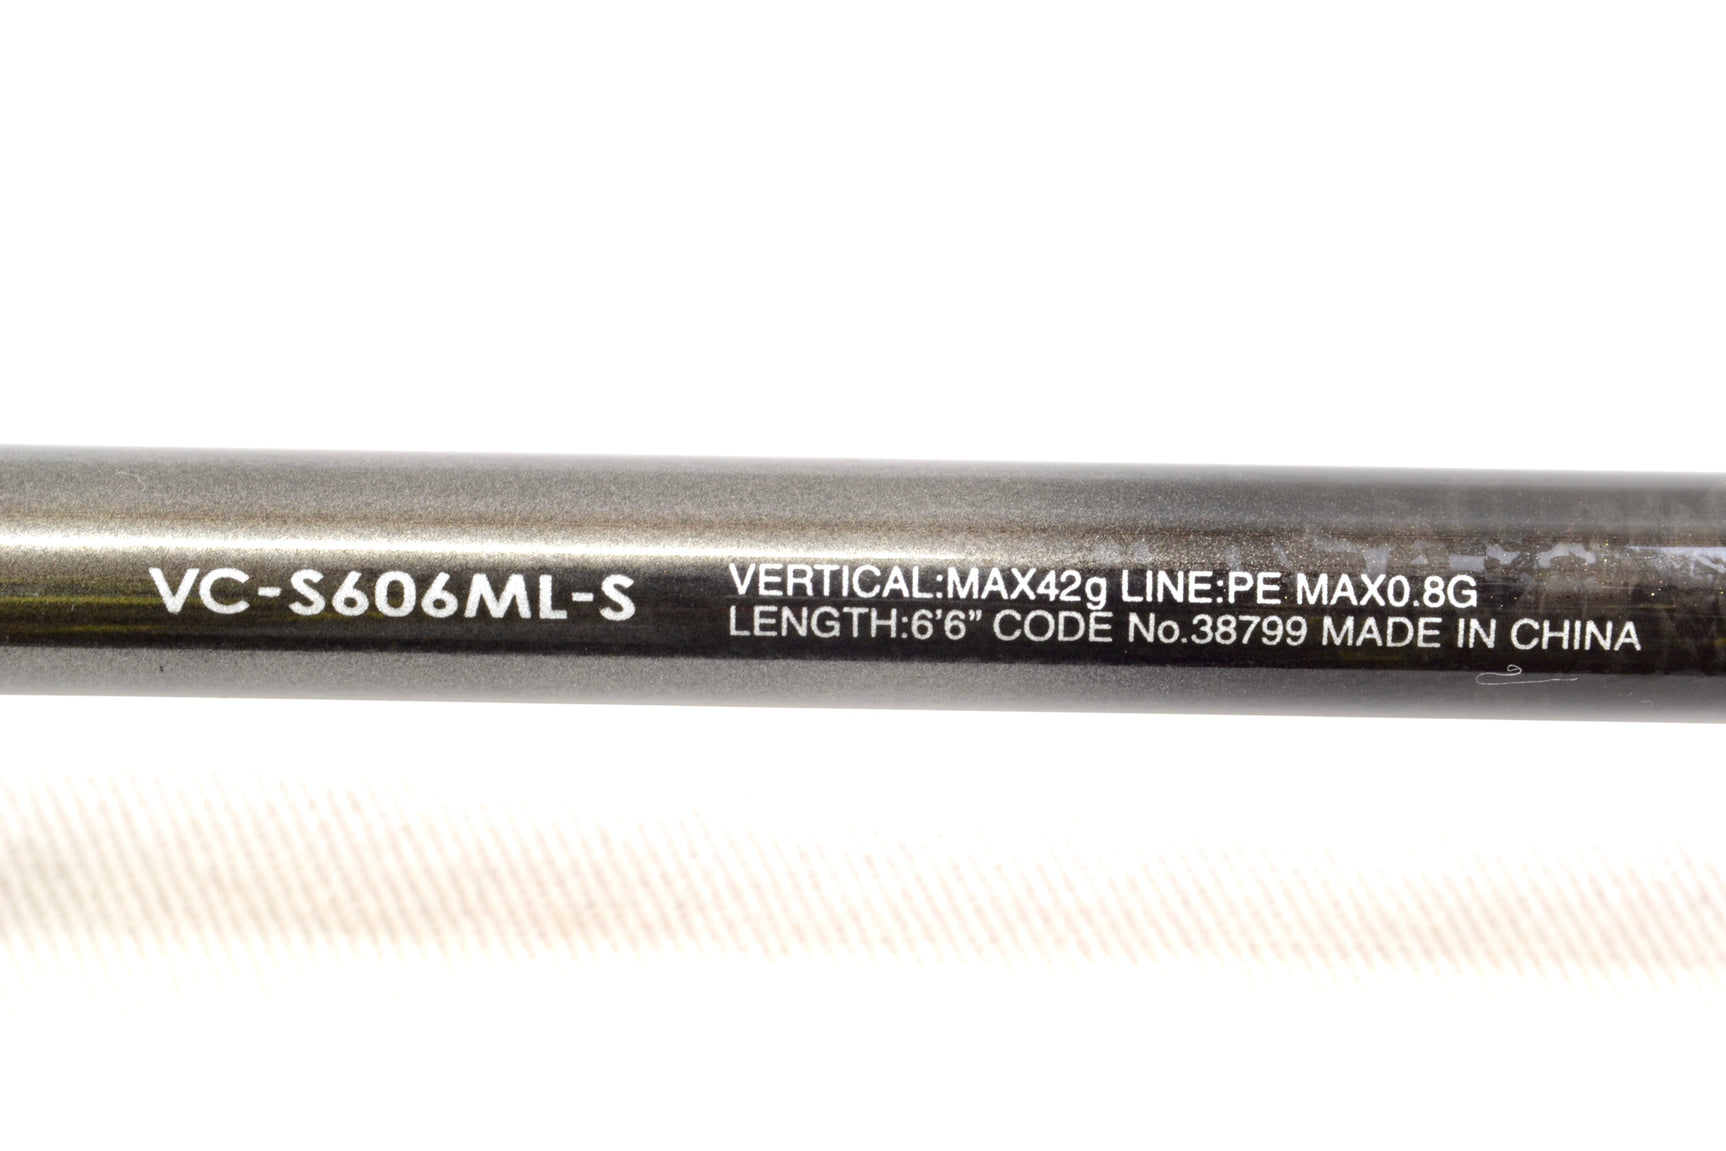 VC-S606ML-S
VERTICAL:MAX42g LINE:PE MAX0.8G
LENGTH:6'6" CODE No.38799 MADE IN CHINA